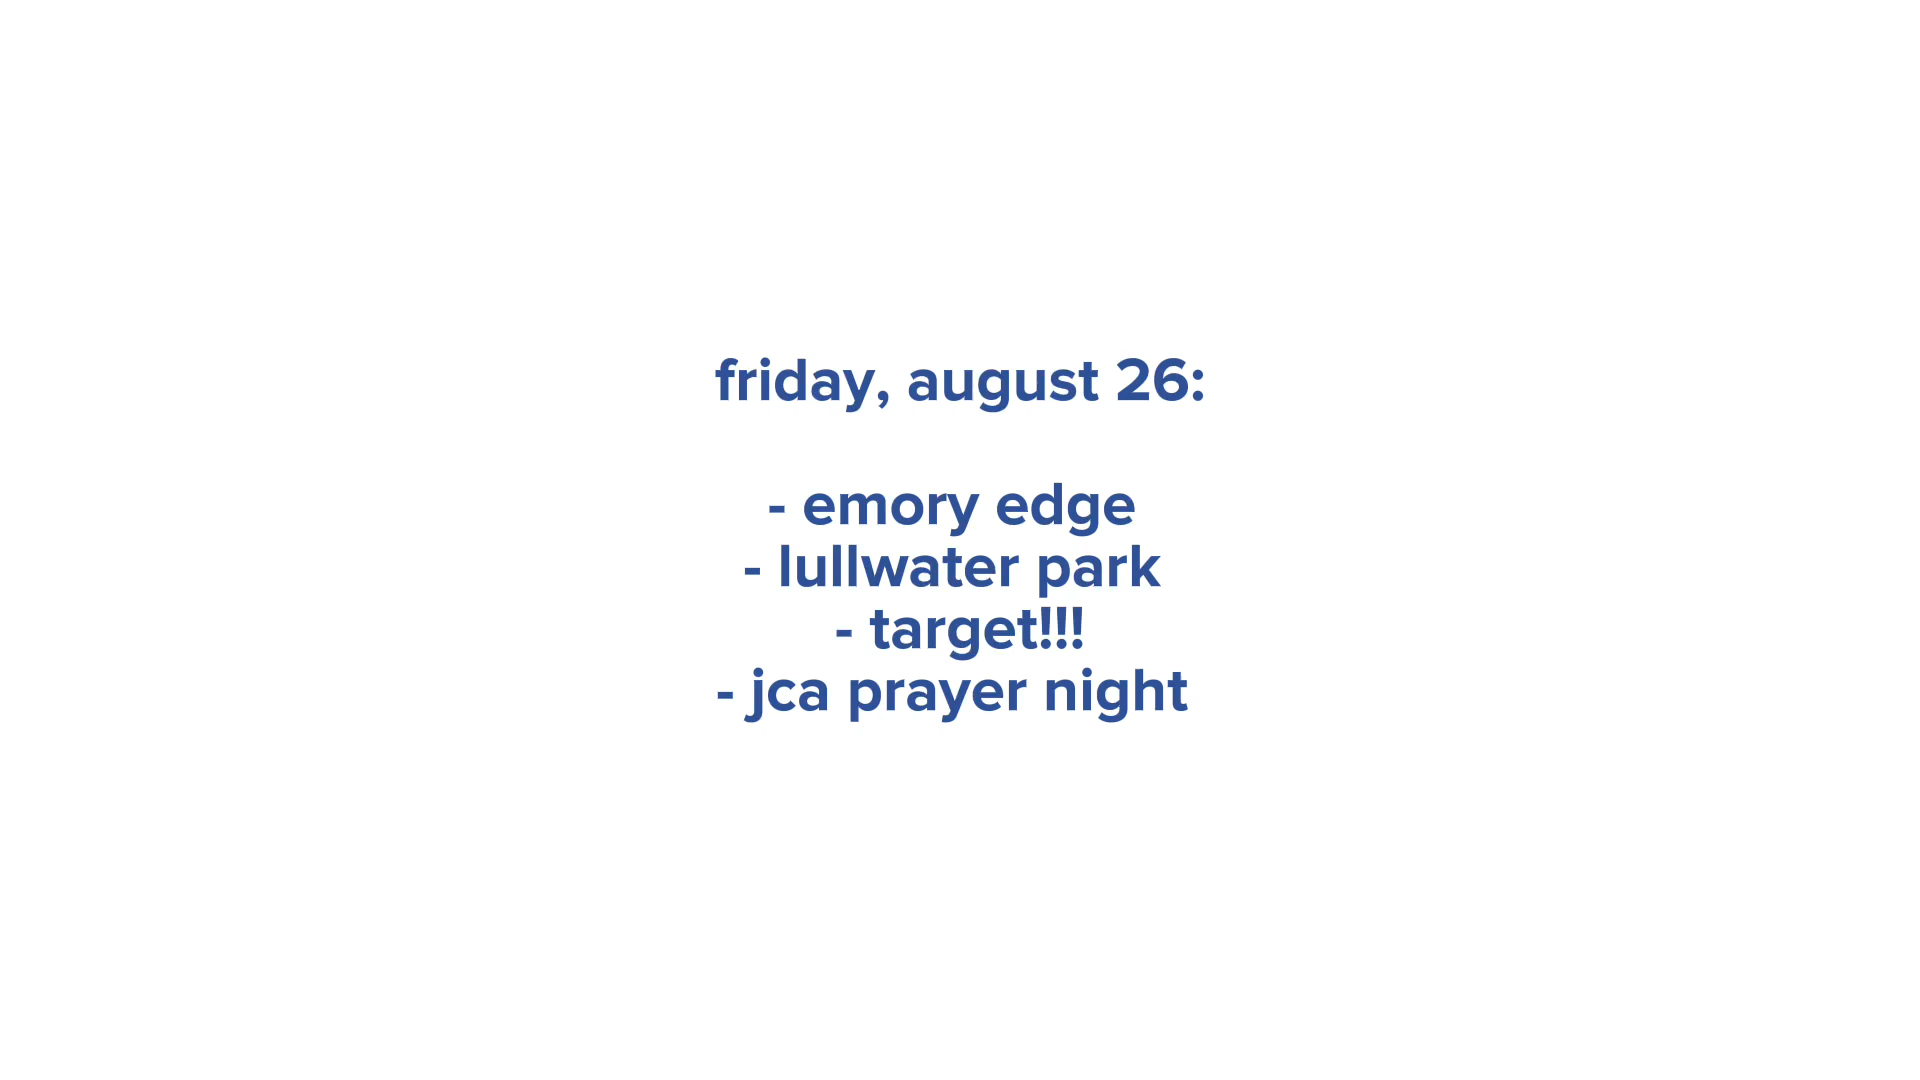 friday, august 26:
- emory edge
- lullwater park
- target!!!
- jca prayer night